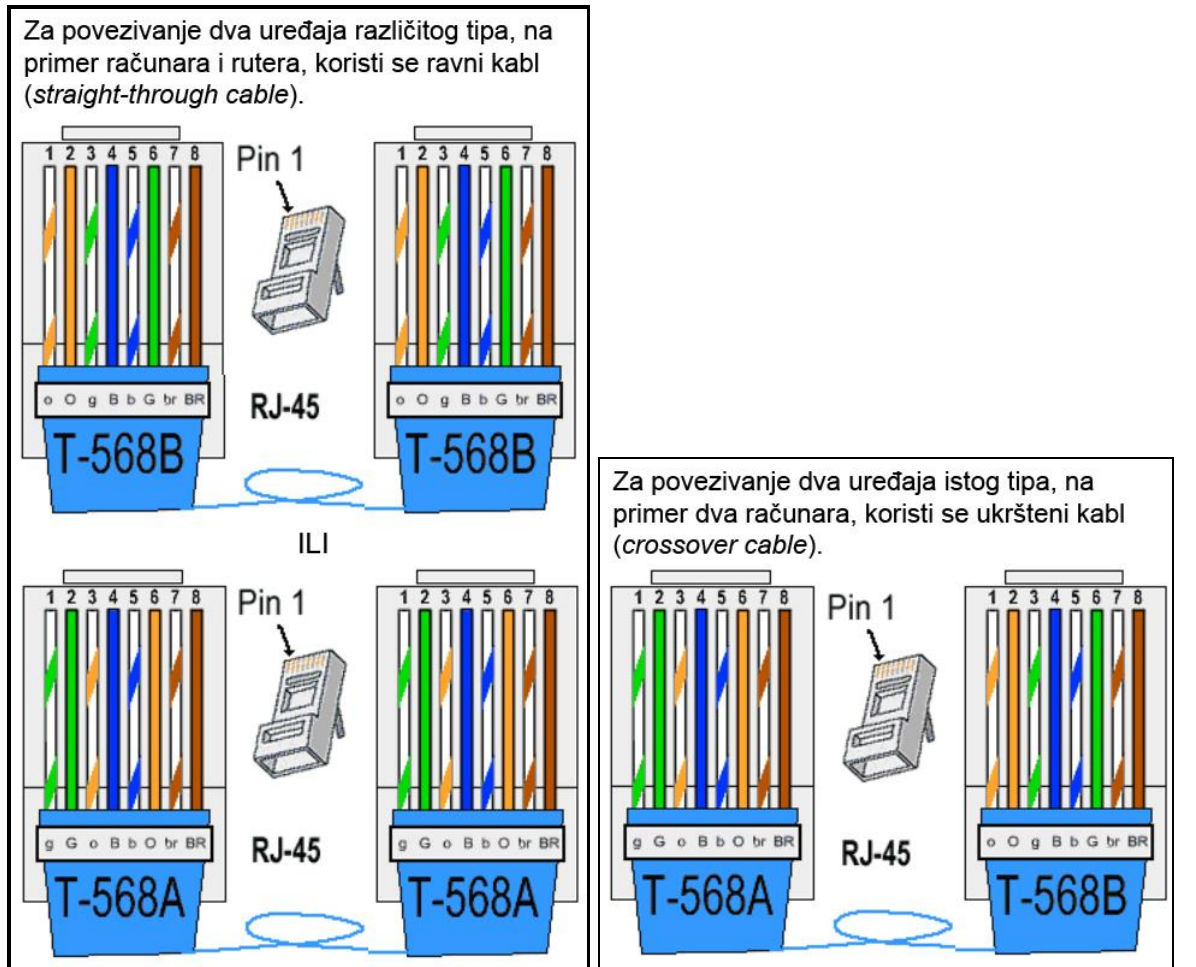 Za povezivanje dva uređaja različitog tipa, na
primer računara i rutera, koristi se ravni kabl
(straight-through cable).
1 2 3 4 5 6 7 8
Pin 1
1 2 3 4 5 6 7 8
o O g B b G br BR
RJ-45
o O g B b G br BR
T-568B
T-568B
ILI
1 2 3 4 5 6 7 8
Pin 1
1 2 3 4 5 6 7 8
g G o B b O br BR
RJ-45
g G o B b O br BR
T-568A
T-568A
Za povezivanje dva uređaja istog tipa, na
primer dva računara, koristi se ukršteni kabl
(crossover cable).
1 2 3 4 5 6 7 8
Pin 1
1 2 3 4 5 6 7 8
g G o B b O br BR
RJ-45
o O g B b G br BR
T-568A
T-568B